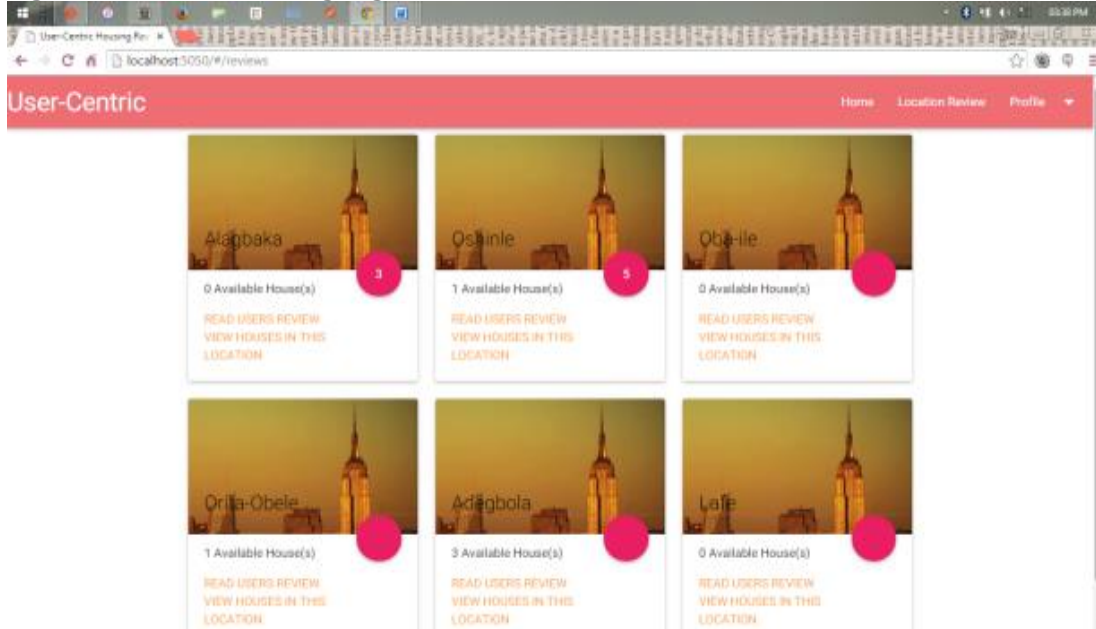 03:38 PM
User-Centric Housing Rev
localhost:5050/#/reviews
User-Centric
Home Location Review Profile
Alagbaka
3
0 Available House(s)
READ USERS REVIEW
VIEW HOUSES IN THIS
LOCATION
Oshinle
5
1 Available House(s)
READ USERS REVIEW
VIEW HOUSES IN THIS
LOCATION
Oba-ile
0 Available House(s)
READ USERS REVIEW
VIEW HOUSES IN THIS
LOCATION
Orita-Obele
1 Available House(s)
READ USERS REVIEW
VIEW HOUSES IN THIS
LOCATION
Adegbola
3 Available House(s)
READ USERS REVIEW
VIEW HOUSES IN THIS
LOCATION
Lafe
0 Available House(s)
READ USERS REVIEW
VIEW HOUSES IN THIS
LOCATION